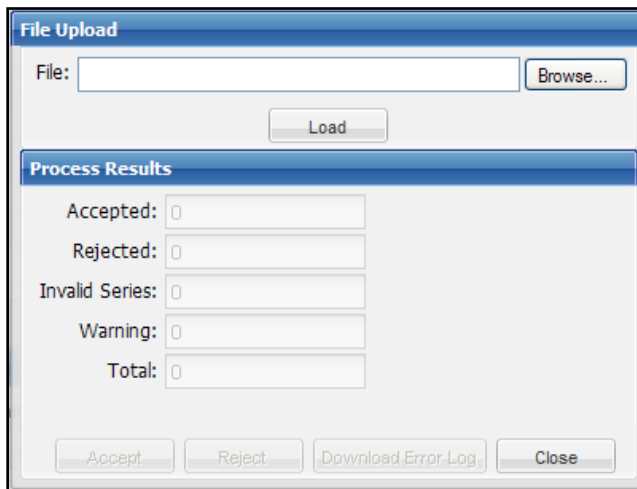 File Upload
File: Browse...
Load
Process Results
Accepted: 0
Rejected: 0
Invalid Series: 0
Warning: 0
Total: 0
Accept Reject Download Error Log Close